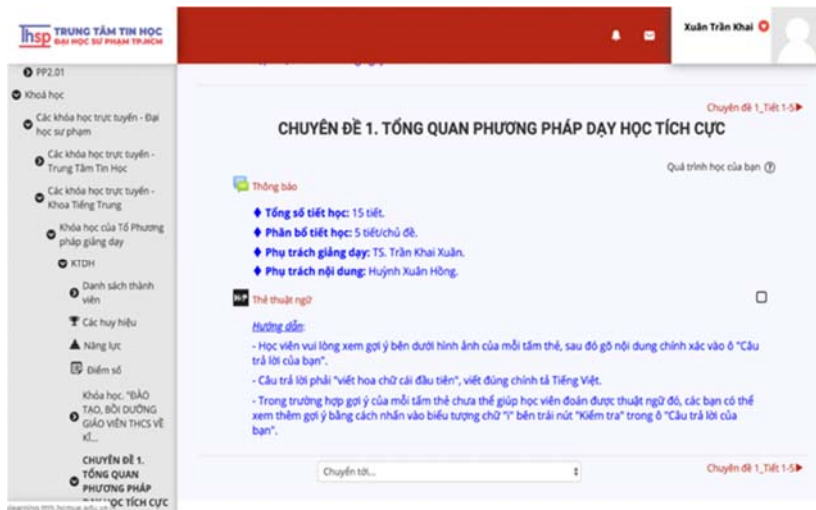 Thsp TRUNG TÂM TIN HỌC
ĐẠI HỌC SƯ PHẠM TP.HCM
Xuân Trần Khai
PP2.01
Khoá học
Các khóa học trực tuyến - Đại
học sư phạm
Các khóa học trực tuyến -
Trung Tâm Tin Học
Các khóa học trực tuyến -
Khoa Tiếng Trung
Khóa học của Tổ Phương
pháp giảng dạy
KTDH
Danh sách thành
viên
Các huy hiệu
Năng lực
Điểm số
Khóa học. "ĐÀO
TẠO, BỒI DƯỠNG
GIÁO VIÊN THCS VỀ
KĨ...
CHUYÊN ĐỀ 1.
TỔNG QUAN
PHƯƠNG PHÁP
DẠY HỌC TÍCH CỰC
Chuyên đề 1_Tiết 1-5▶
CHUYÊN ĐỀ 1. TỔNG QUAN PHƯƠNG PHÁP DẠY HỌC TÍCH CỰC
Quá trình học của bạn
Thông báo
♦ Tổng số tiết học: 15 tiết.
♦ Phân bố tiết học: 5 tiết/chủ đề.
♦ Phụ trách giảng dạy: TS. Trần Khai Xuân.
♦ Phụ trách nội dung: Huỳnh Xuân Hồng.
H-P Thẻ thuật ngữ
Hướng dẫn:
- Học viên vui lòng xem gợi ý bên dưới hình ảnh của mỗi tấm thẻ, sau đó gõ nội dung chính xác vào ô "Câu
trả lời của bạn".
- Câu trả lời phải "viết hoa chữ cái đầu tiên", viết đúng chính tả Tiếng Việt.
- Trong trường hợp gợi ý của mỗi tấm thẻ chưa thể giúp học viên đoán được thuật ngữ đó, các bạn có thể
xem thêm gợi ý bằng cách nhấn vào biểu tượng chữ "i" bên trái nút "Kiểm tra" trong ô "Câu trả lời của
bạn".
Chuyển tới...
Chuyên đề 1_Tiết 1-5▶